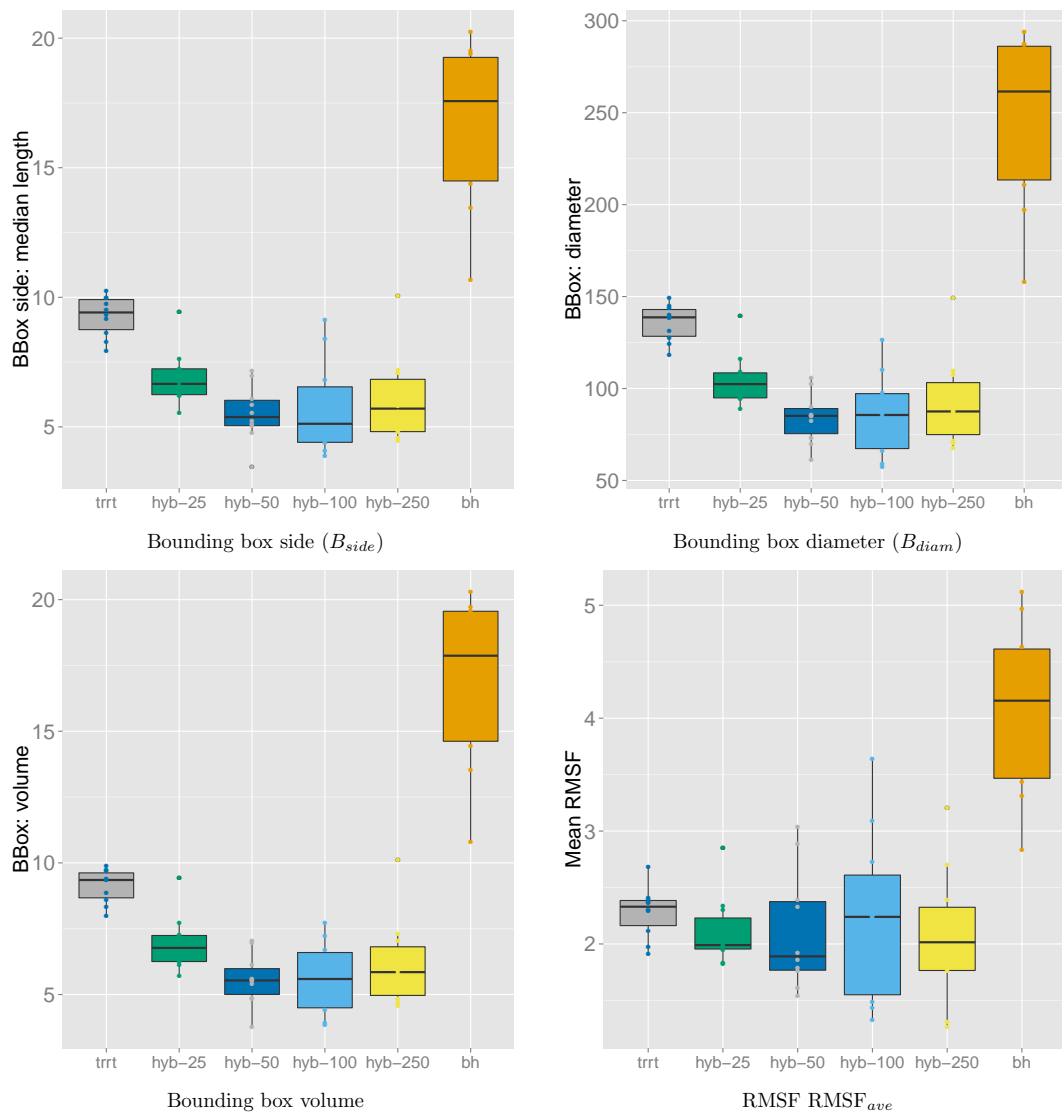 BBox side: median length
20
15
10
5
trrt hyb−25 hyb−50 hyb−100 hyb−250 bh
Bounding box side (B_side)
BBox: diameter
300
250
200
150
100
50
trrt hyb−25 hyb−50 hyb−100 hyb−250 bh
Bounding box diameter (B_diam)
BBox: volume
20
15
10
5
trrt hyb−25 hyb−50 hyb−100 hyb−250 bh
Bounding box volume
Mean RMSF
5
4
3
2
trrt hyb−25 hyb−50 hyb−100 hyb−250 bh
RMSF RMSF_ave